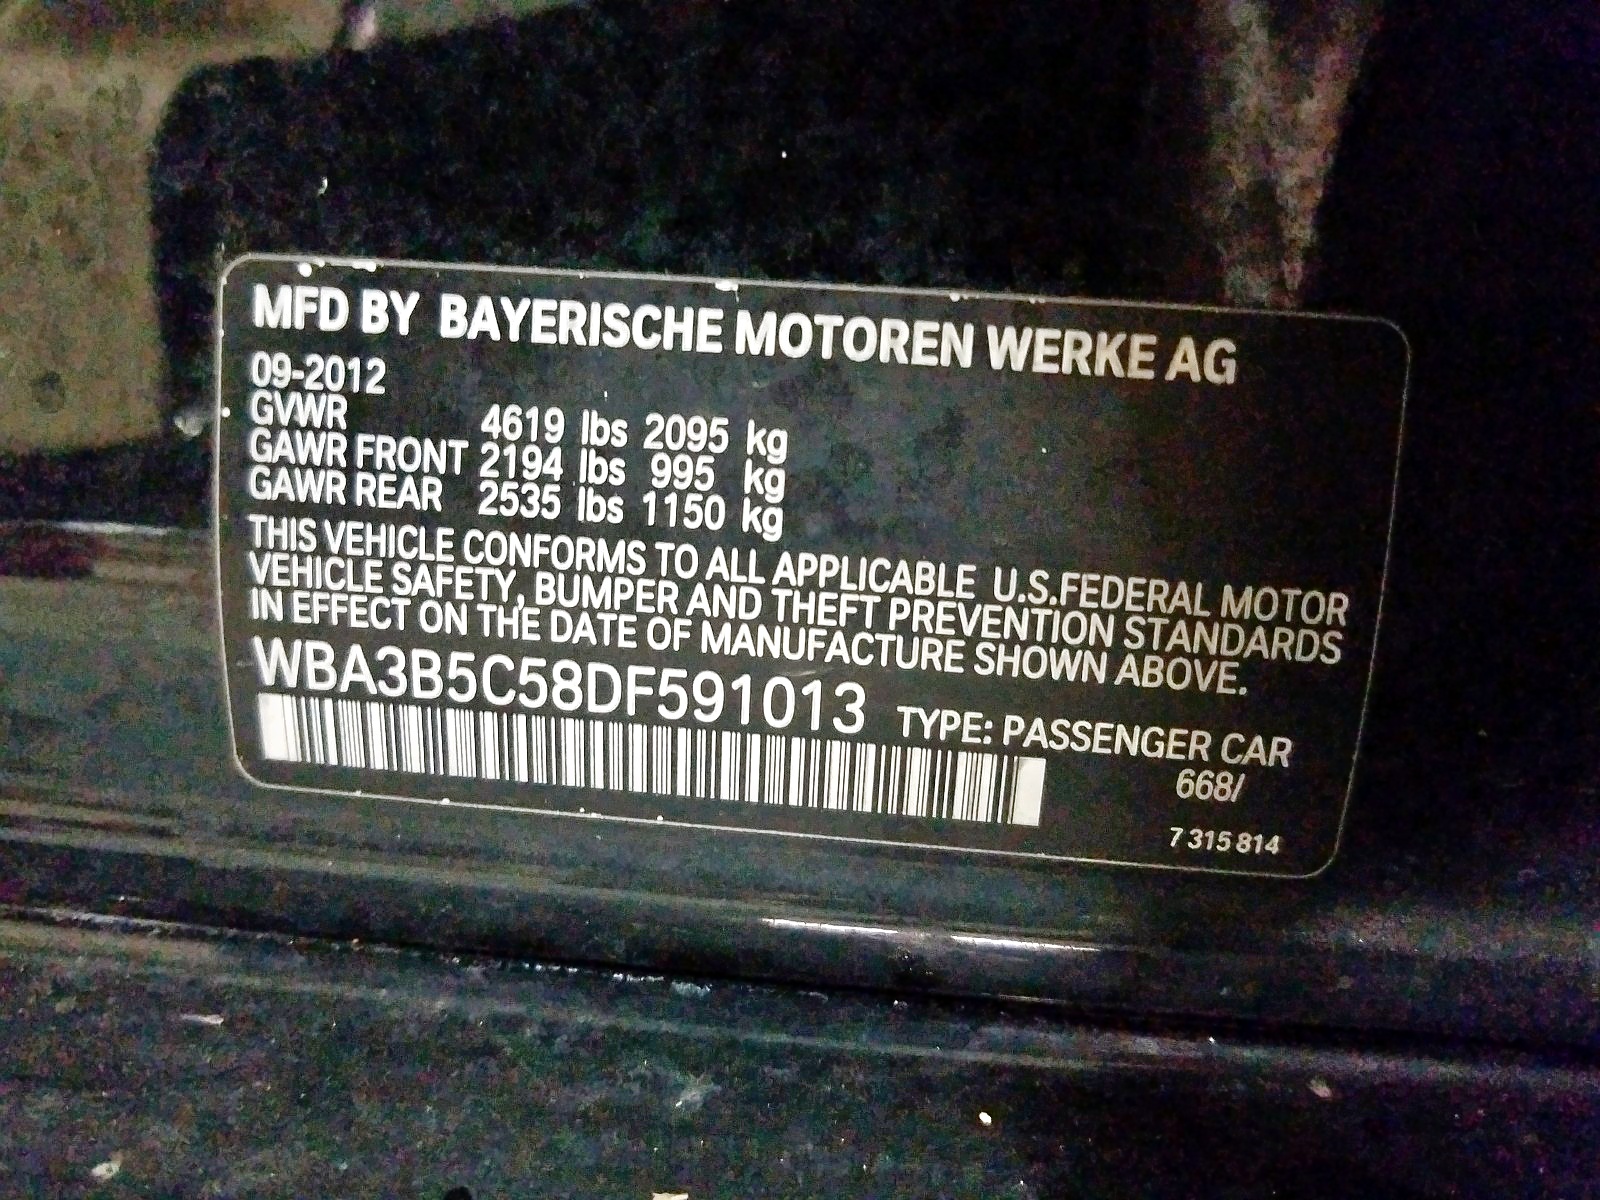 MFD BY BAYERISCHE MOTOREN WERKE AG
09-2012
GVWR 4619 lbs 2095 kg
GAWR FRONT 2194 lbs 995 kg
GAWR REAR 2535 lbs 1150 kg
THIS VEHICLE CONFORMS TO ALL APPLICABLE U.S.FEDERAL MOTOR
VEHICLE SAFETY, BUMPER AND THEFT PREVENTION STANDARDS
IN EFFECT ON THE DATE OF MANUFACTURE SHOWN ABOVE.
WBA3B5C58DF591013 TYPE: PASSENGER CAR
668/
7 315 814